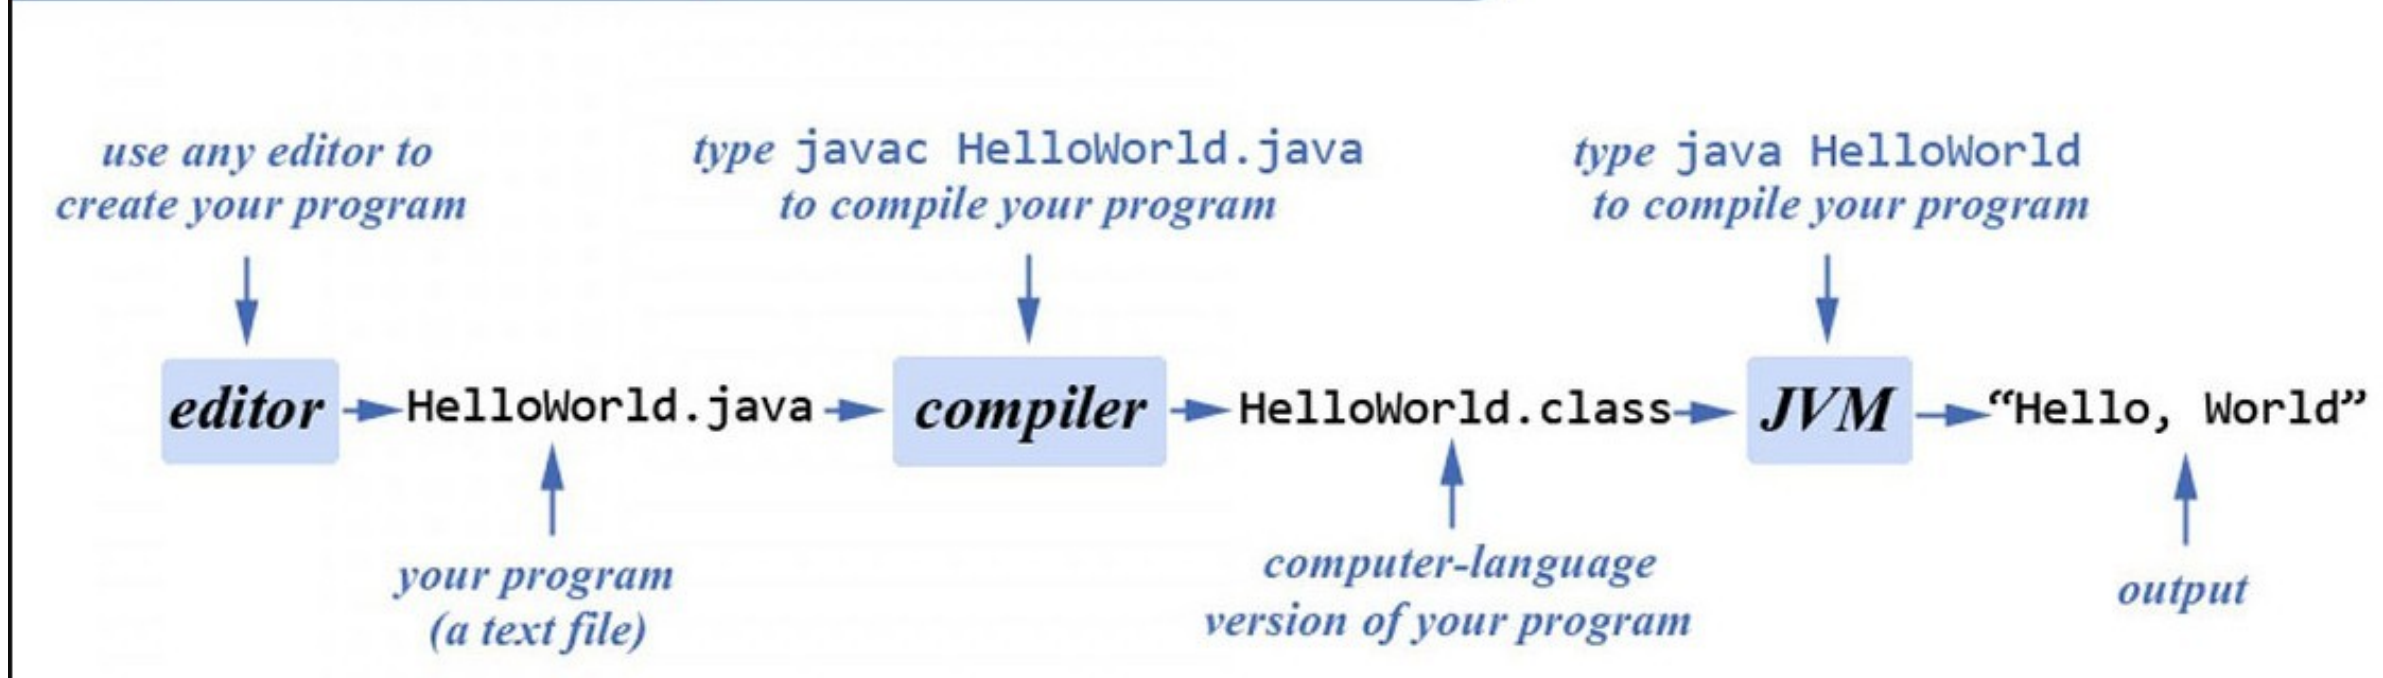 use any editor to
create your program
type javac HelloWorld.java
to compile your program
type java HelloWorld
to compile your program
editor
HelloWorld.java
compiler
HelloWorld.class
JVM
“Hello, World”
your program
(a text file)
computer-language
version of your program
output